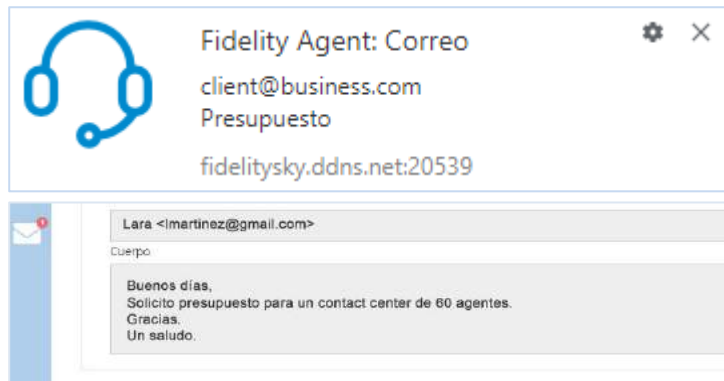 Fidelity Agent: Correo
client@business.com
Presupuesto
fidelitysky.ddns.net:20539
Lara <lmartinez@gmail.com>
Cuerpo
Buenos días,
Solicito presupuesto para un contact center de 60 agentes.
Gracias.
Un saludo.